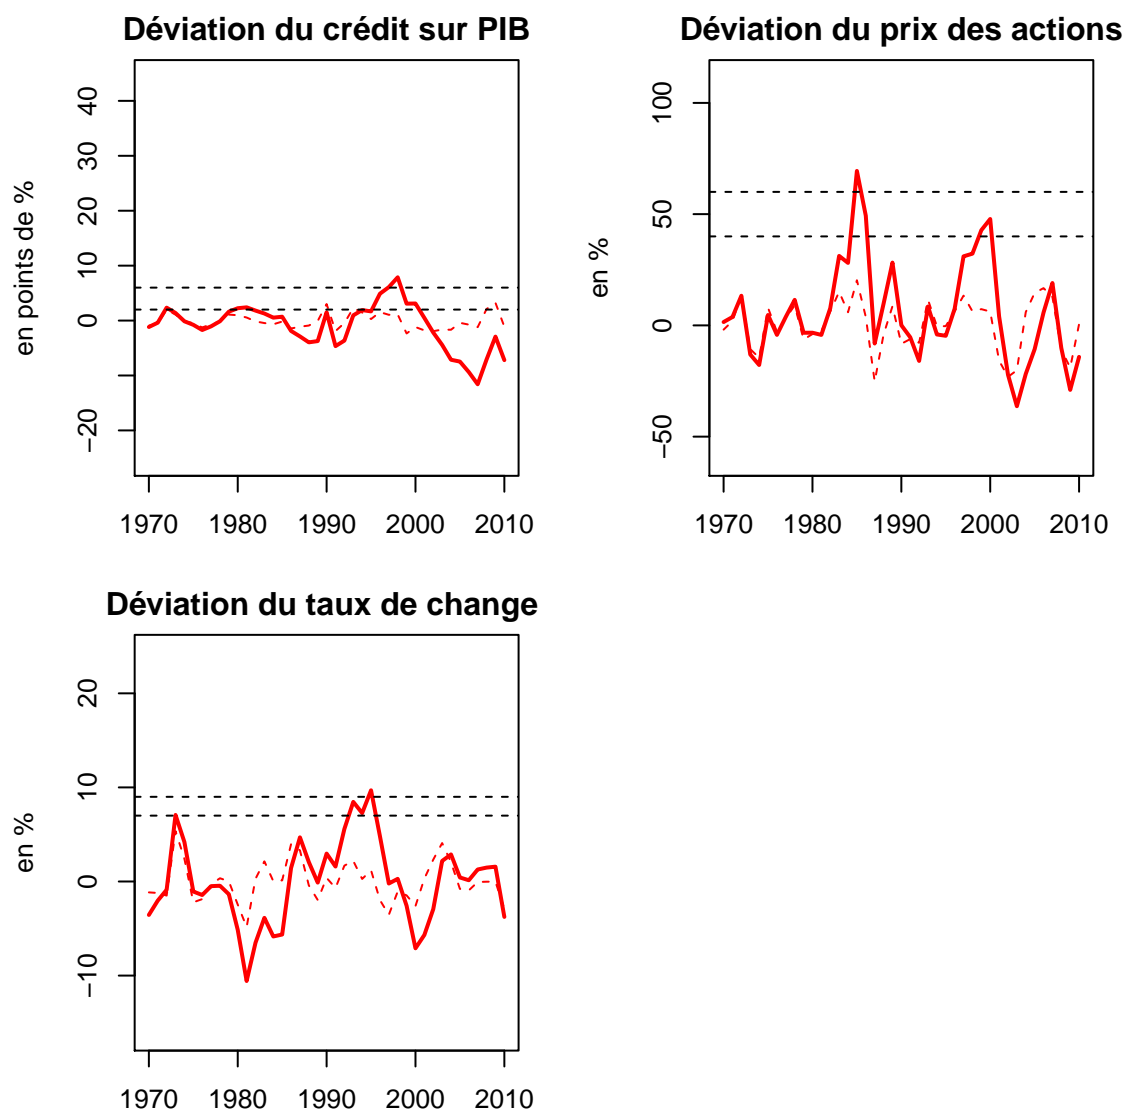 Déviation du crédit sur PIB
en points de %
40
30
20
10
0
−20
1970 1980 1990 2000 2010
Déviation du prix des actions
en %
100
50
0
−50
1970 1980 1990 2000 2010
Déviation du taux de change
en %
20
10
0
−10
1970 1980 1990 2000 2010